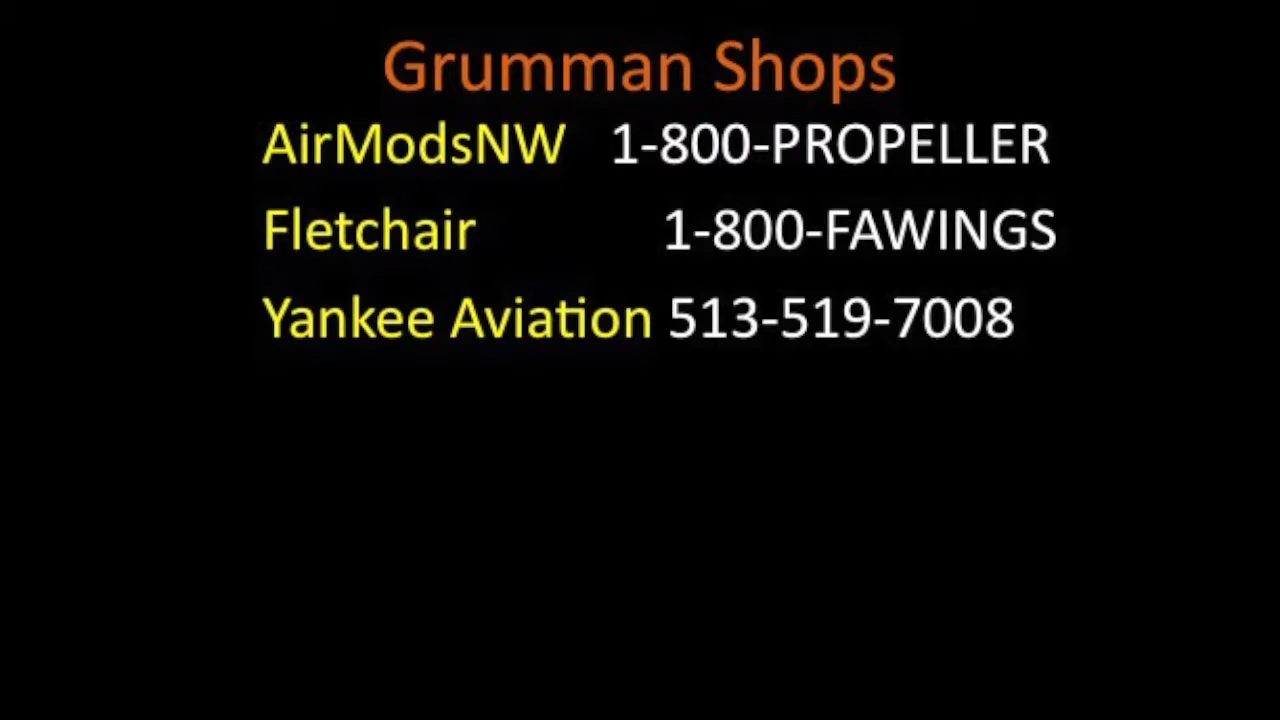 Grumman Shops
AirModsNW 1-800-PROPELLER
Fletchair 1-800-FAWINGS
Yankee Aviation 513-519-7008